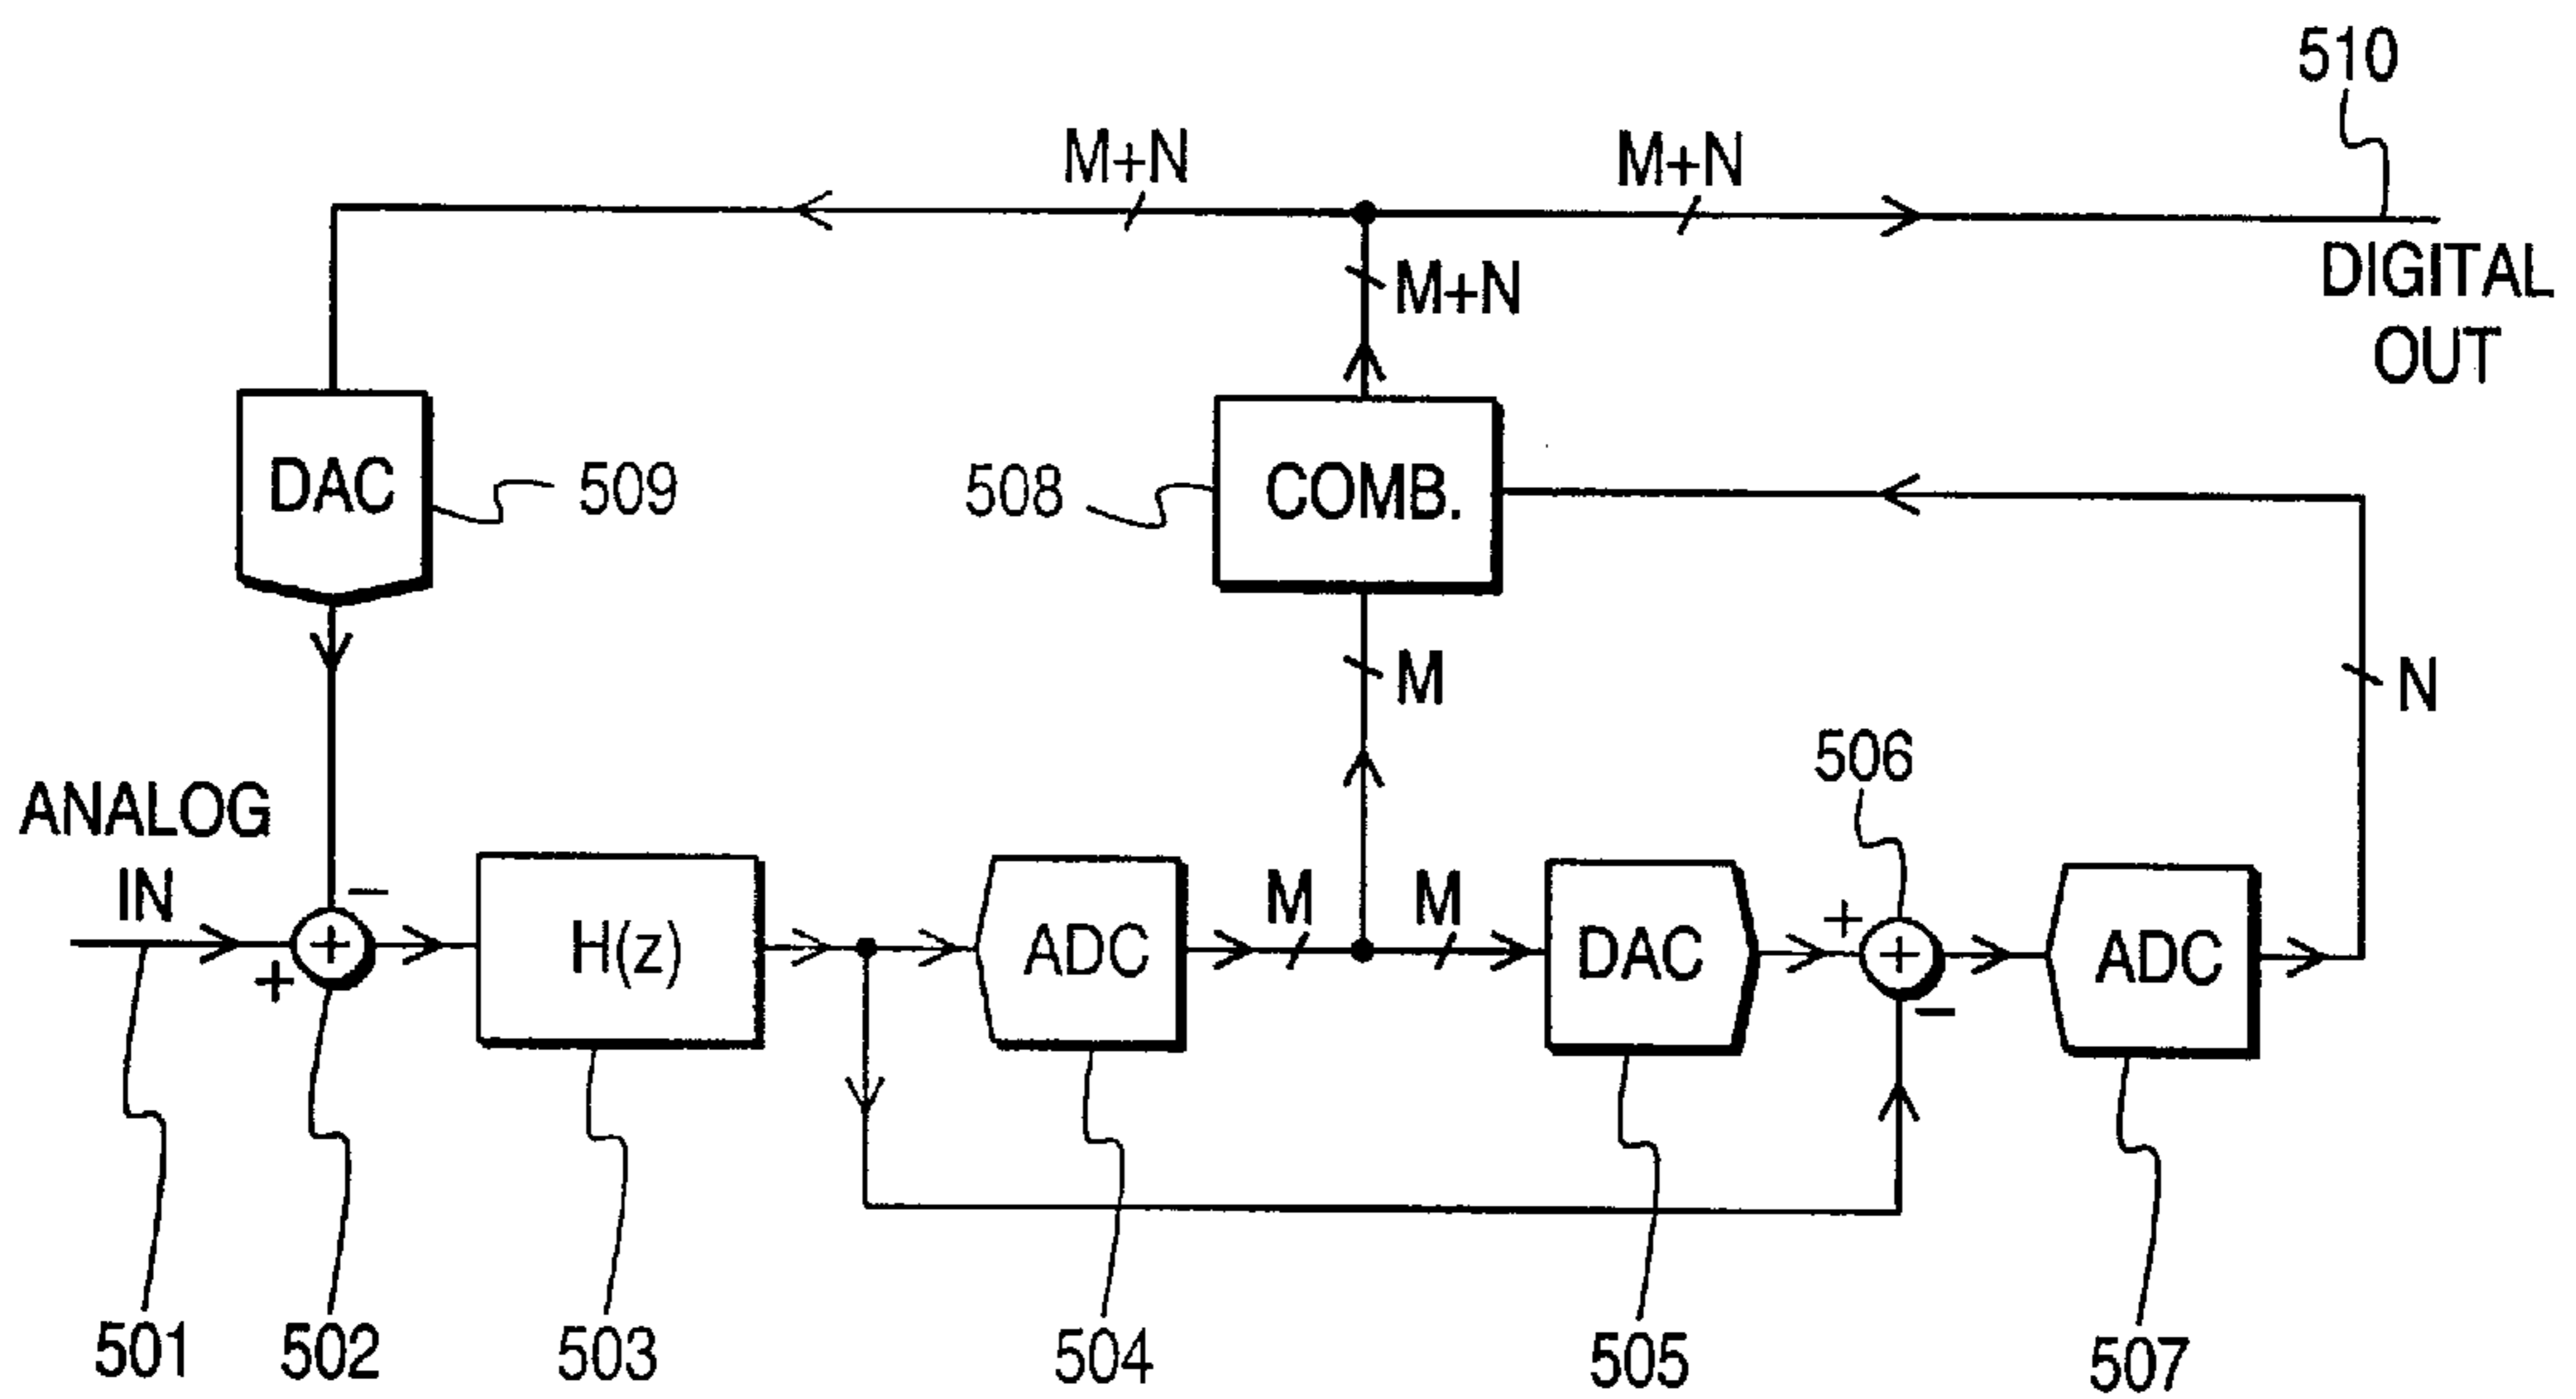 510
M+N
M+N
DIGITAL
OUT
M+N
DAC
509
508
COMB.
M
N
506
ANALOG
IN
−
+
+
H(z)
ADC
M
M
DAC
+
+
−
ADC
501
502
503
504
505
507